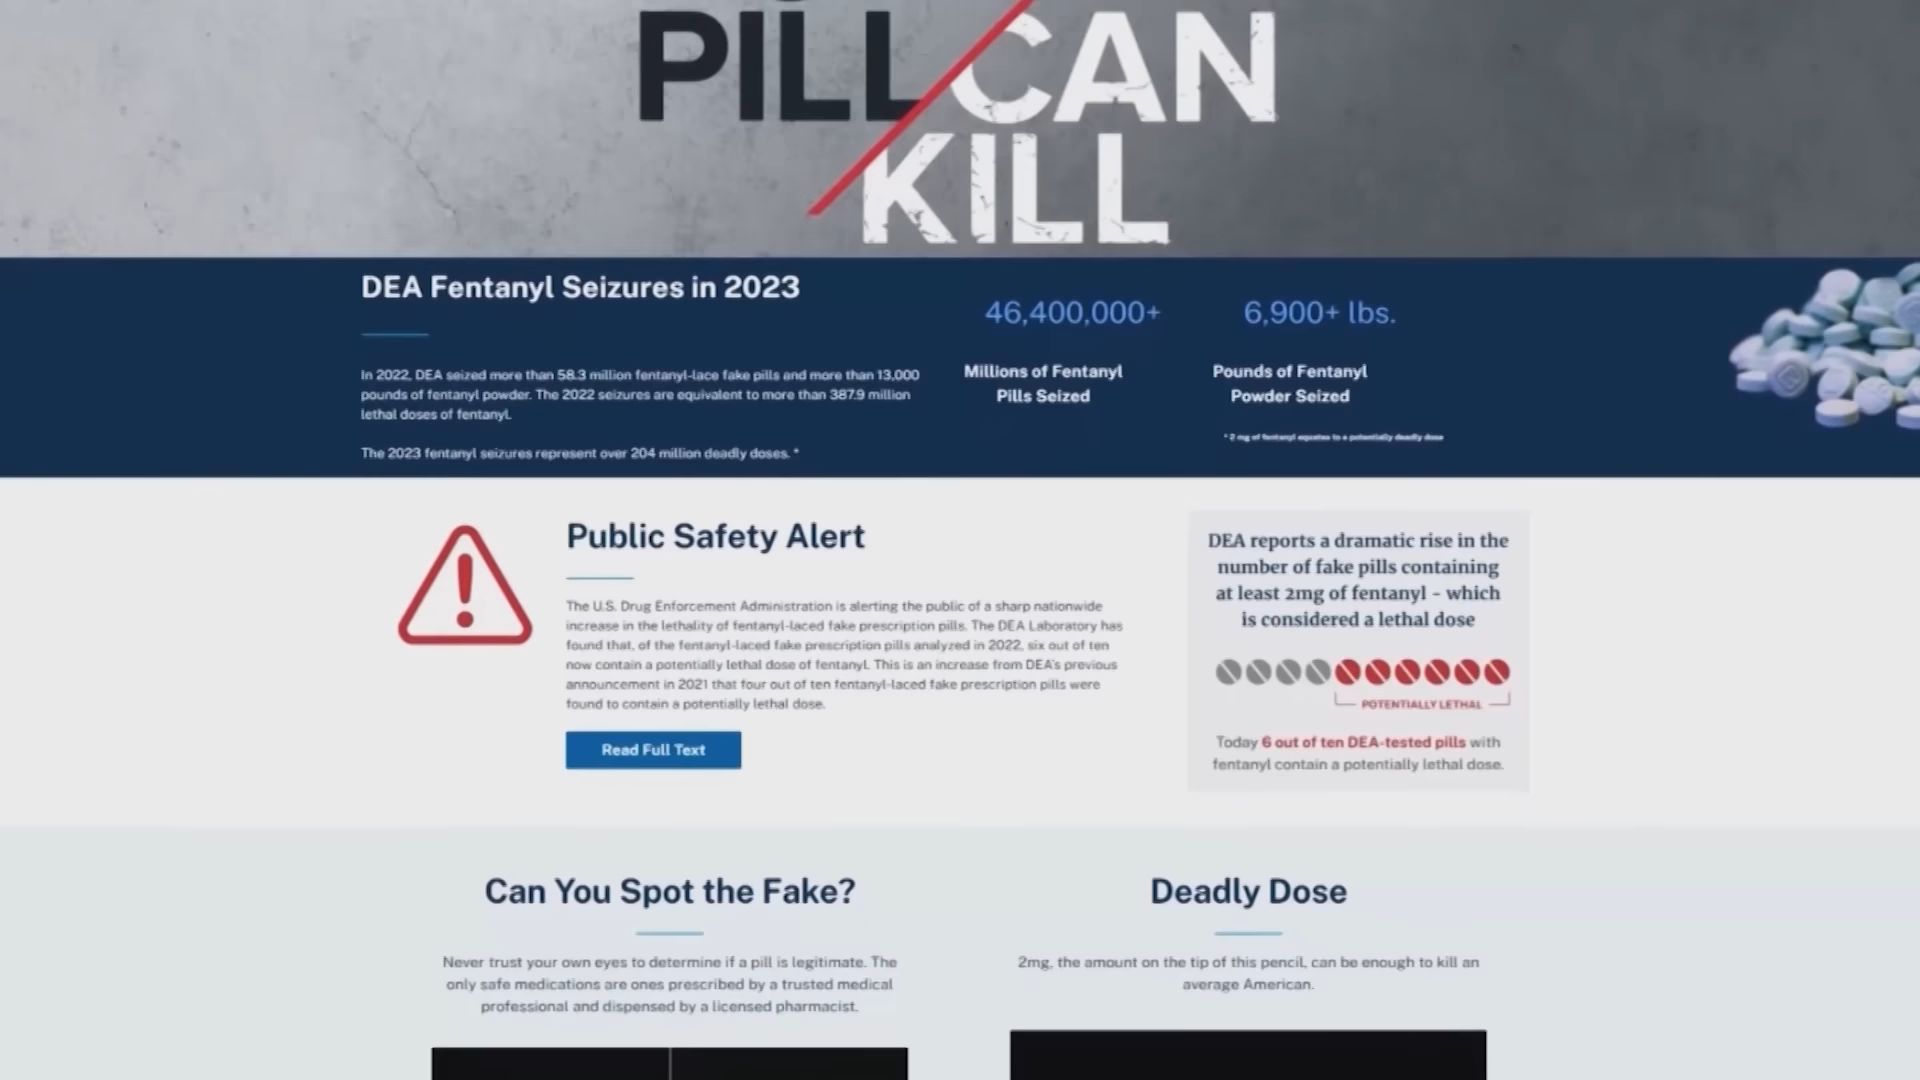 PILL CAN
KILL
DEA Fentanyl Seizures in 2023
In 2022, DEA seized more than 58.3 million fentanyl-lace fake pills and more than 13,000
pounds of fentanyl powder. The 2022 seizures are equivalent to more than 387.9 million
lethal doses of fentanyl.
The 2023 fentanyl seizures represent over 204 million deadly doses. *
46,400,000+
Millions of Fentanyl
Pills Seized
6,900+ lbs.
Pounds of Fentanyl
Powder Seized
* 2 mg of fentanyl equates to a potentially deadly dose
Public Safety Alert
The U.S. Drug Enforcement Administration is alerting the public of a sharp nationwide
increase in the lethality of fentanyl-laced fake prescription pills. The DEA Laboratory has
found that, of the fentanyl-laced fake prescription pills analyzed in 2022, six out of ten
now contain a potentially lethal dose of fentanyl. This is an increase from DEA's previous
announcement in 2021 that four out of ten fentanyl-laced fake prescription pills were
found to contain a potentially lethal dose.
Read Full Text
DEA reports a dramatic rise in the
number of fake pills containing
at least 2mg of fentanyl - which
is considered a lethal dose
POTENTIALLY LETHAL
Today 6 out of ten DEA-tested pills with
fentanyl contain a potentially lethal dose.
Can You Spot the Fake?
Never trust your own eyes to determine if a pill is legitimate. The
only safe medications are ones prescribed by a trusted medical
professional and dispensed by a licensed pharmacist.
Deadly Dose
2mg, the amount on the tip of this pencil, can be enough to kill an
average American.